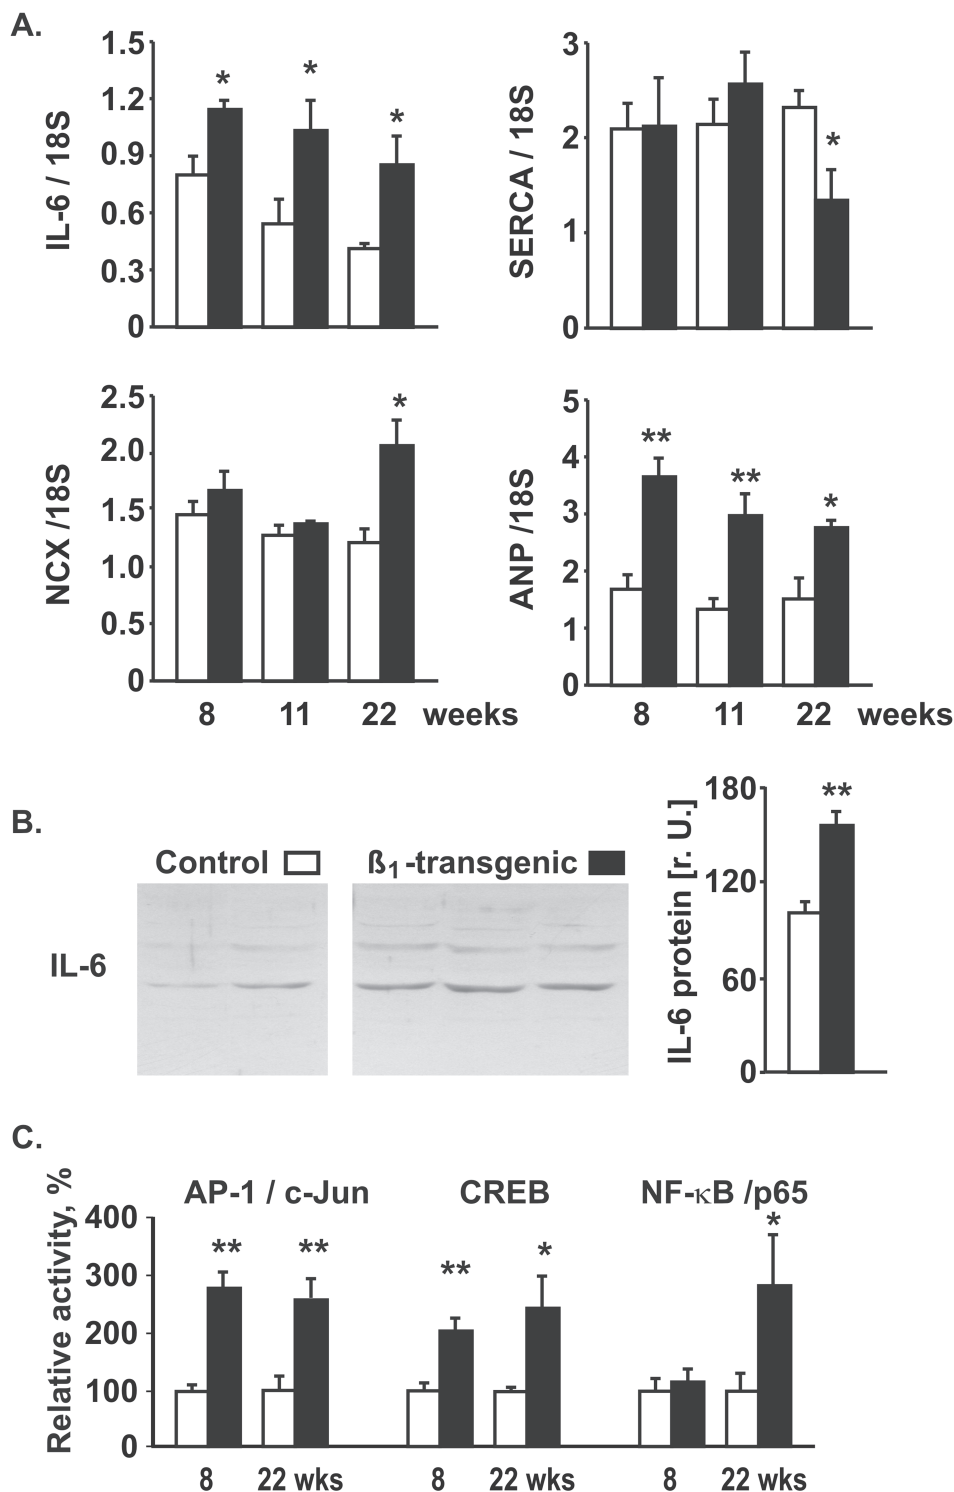 A.
IL-6 / 18S
1.5
1.2
0.9
0.6
0.3
0
*
*
*
SERCA / 18S
3
2
1
0
*
NCX /18S
2.5
2.0
1.5
1.0
0.5
0
*
8 11 22 weeks
ANP /18S
5
4
3
2
1
0
**
**
*
8 11 22 weeks
B.
Control
ß1-transgenic
IL-6
IL-6 protein [r. U.]
180
120
60
0
**
C.
Relative activity, %
400
300
200
100
0
AP-1 / c-Jun
CREB
NF-κB /p65
**
**
**
*
*
8 22 wks
8 22 wks
8 22 wks